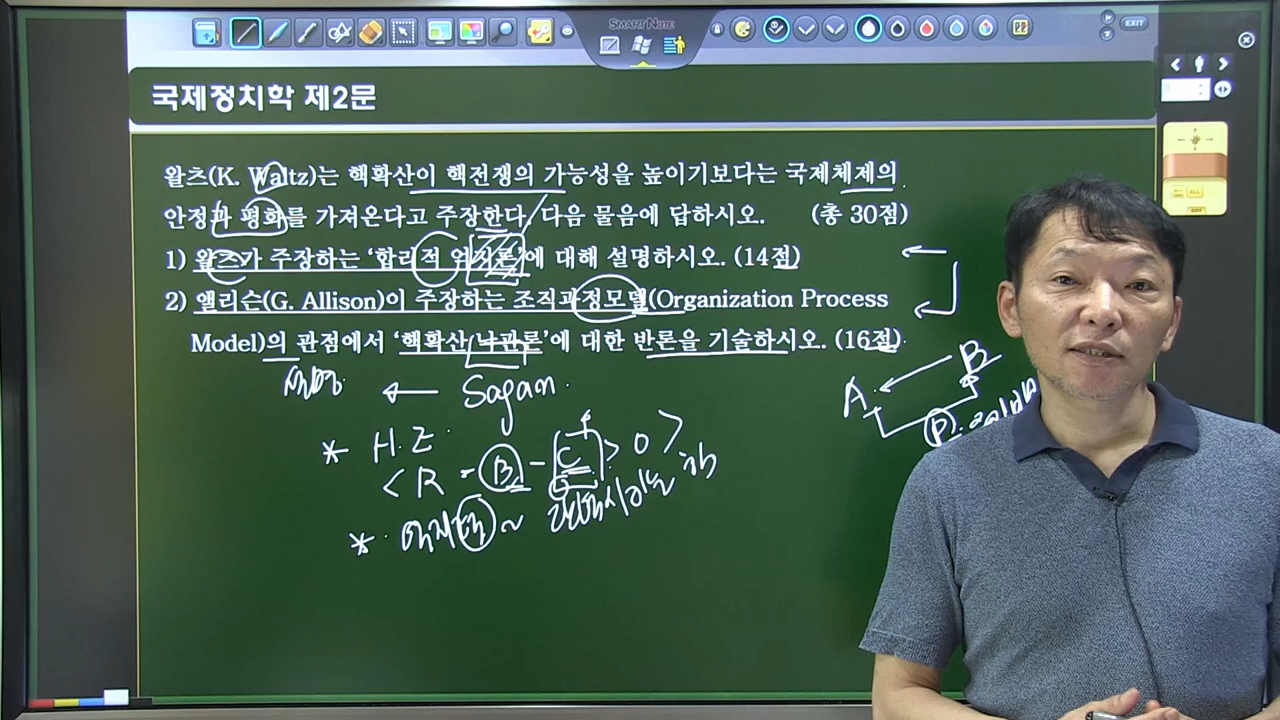 SMART NOTE
EXIT
국제정치학 제2문
왈츠(K. Waltz)는 핵확산이 핵전쟁의 가능성을 높이기보다는 국제체제의
안정과 평화를 가져온다고 주장한다. 다음 물음에 답하시오. (총 30점)
1) 왈츠가 주장하는 '합리적 억지론'에 대해 설명하시오. (14점)
2) 앨리슨(G. Allison)이 주장하는 조직과정모델(Organization Process
Model)의 관점에서 '핵확산 낙관론'에 대한 반론을 기술하시오. (16점)
← Sagan.
A B
P
* H.Z.
< R = B - C > 0 >
*
ALL
EXIT